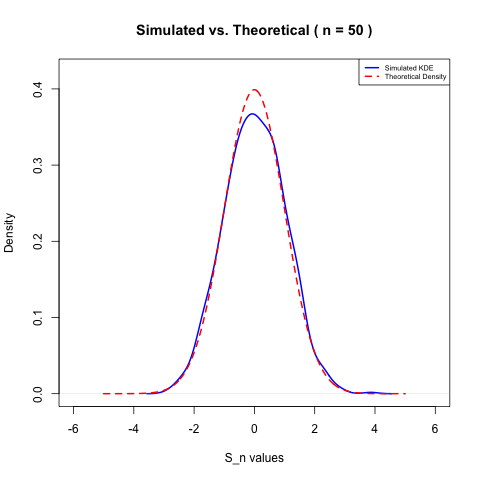 Simulated vs. Theoretical ( n = 50 )
Simulated KDE
Theoretical Density
Density
0.0
0.1
0.2
0.3
0.4
-6
-4
-2
0
2
4
6
S_n values